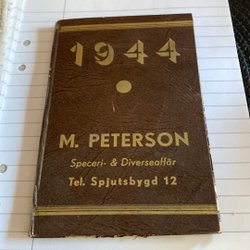 1944
M. PETERSON
Speceri- & Diverseaffär
Tel. Spjutsbygd 12